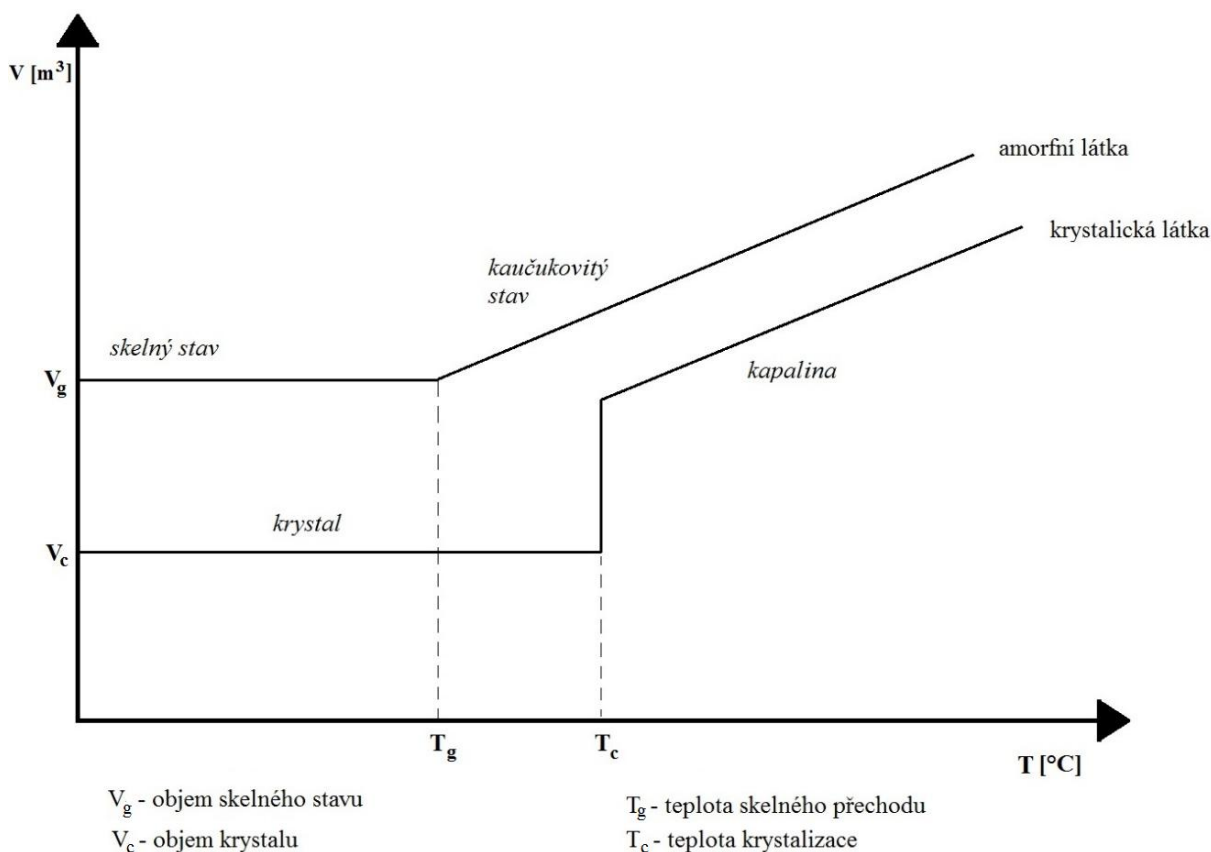 V [m³]
amorfní látka
krystalická látka
kaučukovitý
stav
skelný stav
kapalina
V_g
krystal
V_c
T_g
T_c
T [°C]
V_g - objem skelného stavu
V_c - objem krystalu
T_g - teplota skelného přechodu
T_c - teplota krystalizace